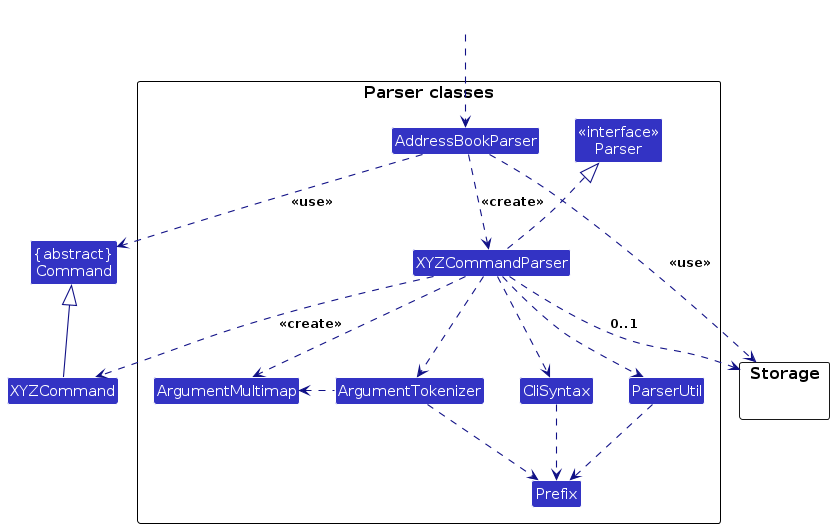 Parser classes
AddressBookParser
«interface»
Parser
«use»
«create»
{abstract}
Command
XYZCommandParser
«use»
«create»
0..1
XYZCommand
ArgumentMultimap
ArgumentTokenizer
CliSyntax
ParserUtil
Storage
Prefix